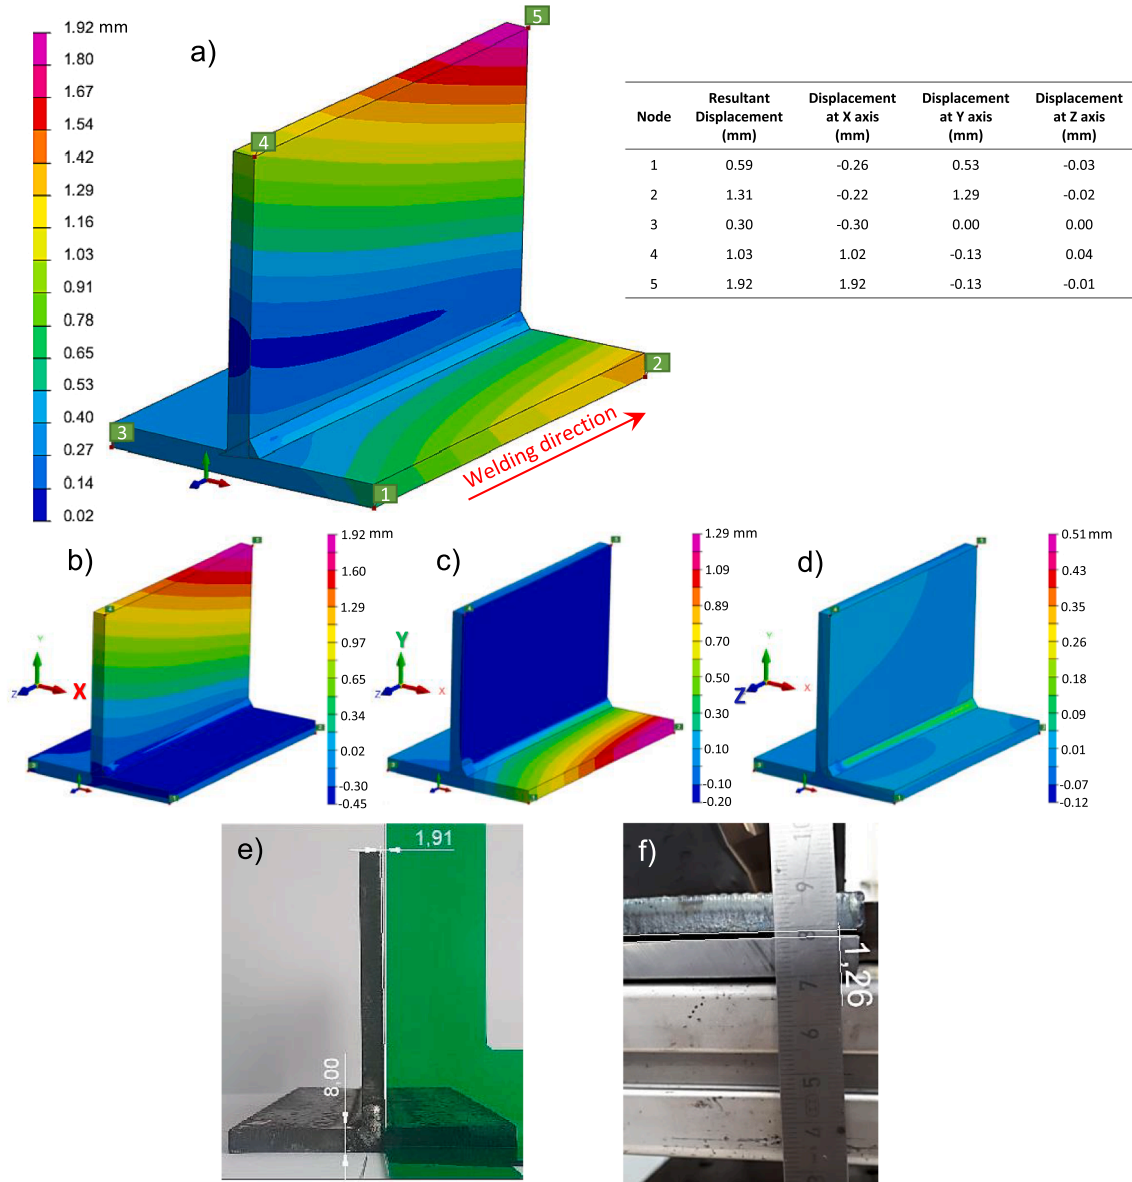 a)
1.92 mm
1.80
1.67
1.54
1.42
1.29
1.16
1.03
0.91
0.78
0.65
0.53
0.40
0.27
0.14
0.02
5
4
3
2
1
Welding direction
Node Resultant Displacement (mm) Displacement at X axis (mm) Displacement at Y axis (mm) Displacement at Z axis (mm)
1 0.59 -0.26 0.53 -0.03
2 1.31 -0.22 1.29 -0.02
3 0.30 -0.30 0.00 0.00
4 1.03 1.02 -0.13 0.04
5 1.92 1.92 -0.13 -0.01
b)
Y
Z
X
1.92 mm
1.60
1.29
0.97
0.65
0.34
0.02
-0.30
-0.45
c)
Y
Z
X
1.29 mm
1.09
0.89
0.70
0.50
0.30
0.10
-0.10
-0.20
d)
Y
Z
X
0.51 mm
0.43
0.35
0.26
0.18
0.09
0.01
-0.07
-0.12
e)
1,91
8,00
f)
10
9
8
7
6
5
4
1,26